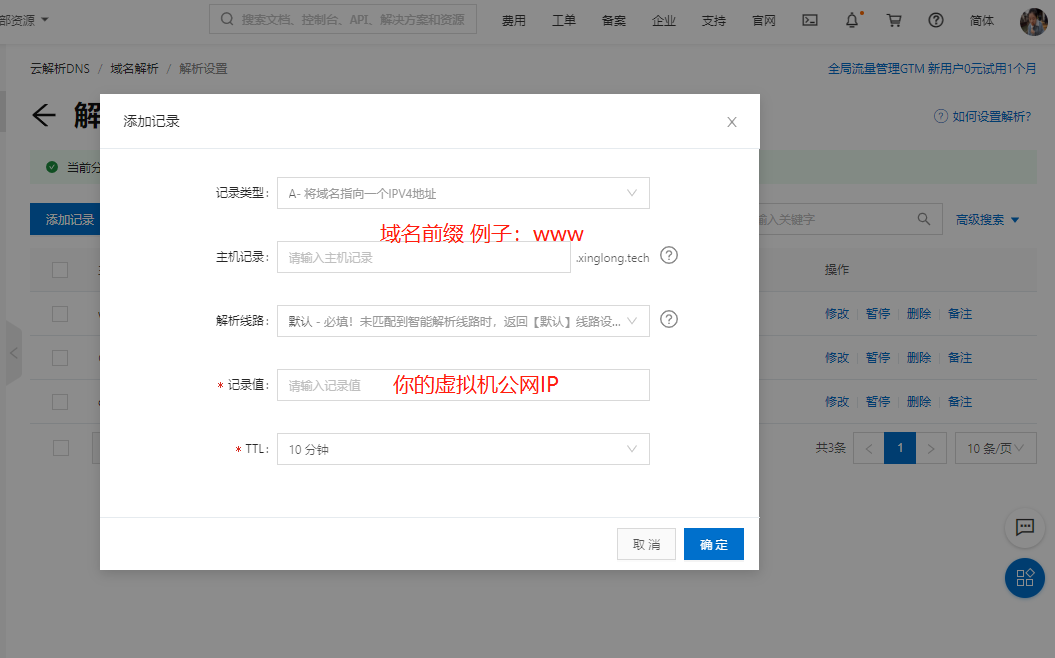 部资源
搜索文档、控制台、API、解决方案和资源
费用 工单 备案 企业 支持 官网 简体
云解析DNS / 域名解析 / 解析设置
全局流量管理GTM 新用户0元试用1个月
解
如何设置解析?
当前分
添加记录
输入关键字
高级搜索
操作
修改 暂停 删除 备注
修改 暂停 删除 备注
修改 暂停 删除 备注
共3条 < 1 > 10 条/页
添加记录
记录类型: A- 将域名指向一个IPV4地址
域名前缀 例子：www
主机记录: 请输入主机记录 .xinglong.tech
解析线路: 默认 - 必填！未匹配到智能解析线路时，返回【默认】线路设...
* 记录值: 请输入记录值 你的虚拟机公网IP
* TTL: 10 分钟
取消 确定